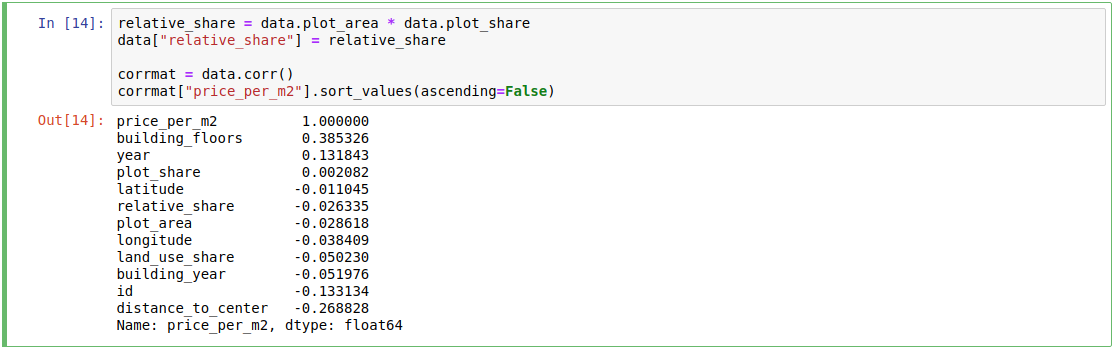 In [14]: relative_share = data.plot_area * data.plot_share
data["relative_share"] = relative_share
corrmat = data.corr()
corrmat["price_per_m2"].sort_values(ascending=False)
Out[14]: price_per_m2 1.000000
building_floors 0.385326
year 0.131843
plot_share 0.002082
latitude -0.011045
relative_share -0.026335
plot_area -0.028618
longitude -0.038409
land_use_share -0.050230
building_year -0.051976
id -0.133134
distance_to_center -0.268828
Name: price_per_m2, dtype: float64